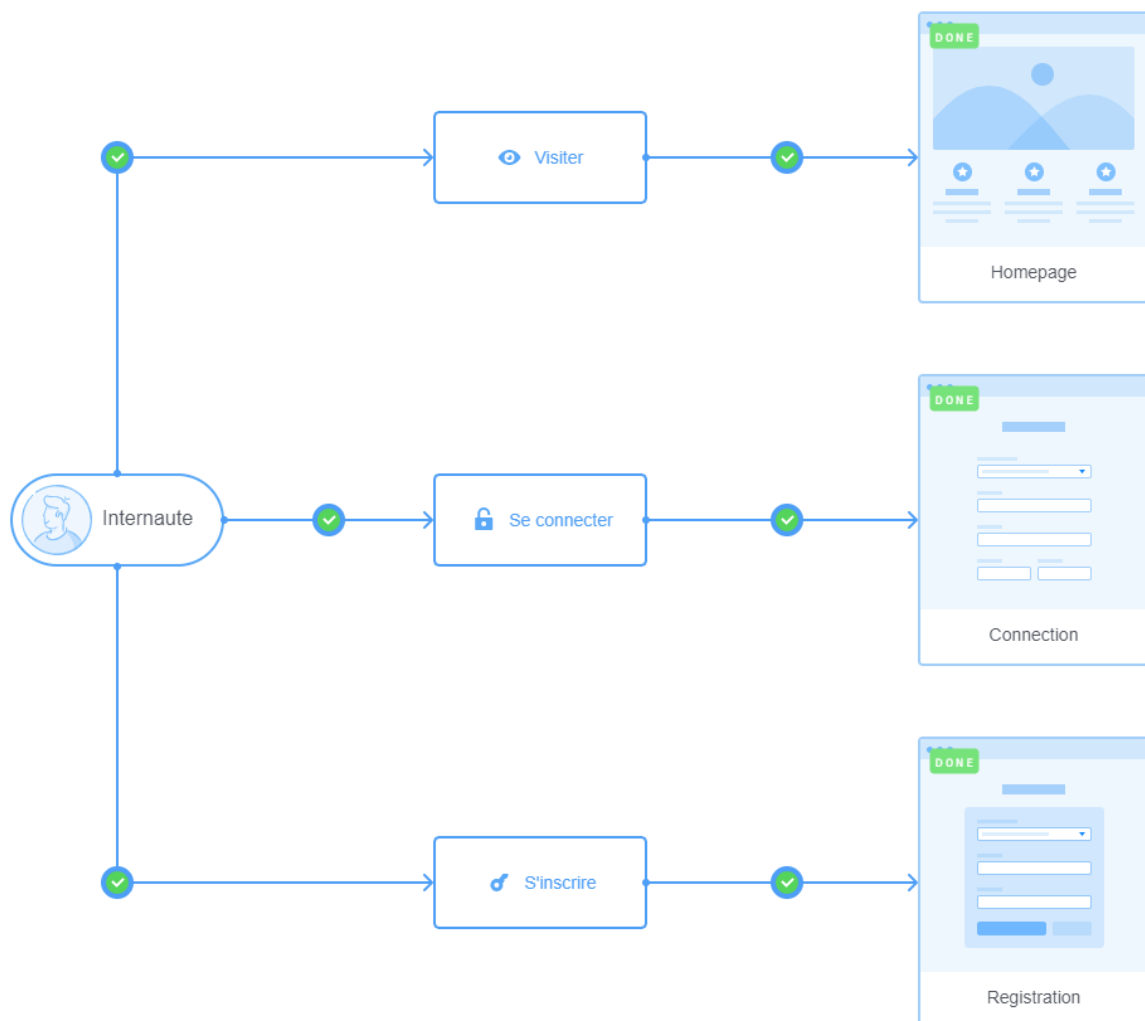 DONE
Visiter
Homepage
DONE
Internaute
Se connecter
Connection
DONE
S'inscrire
Registration